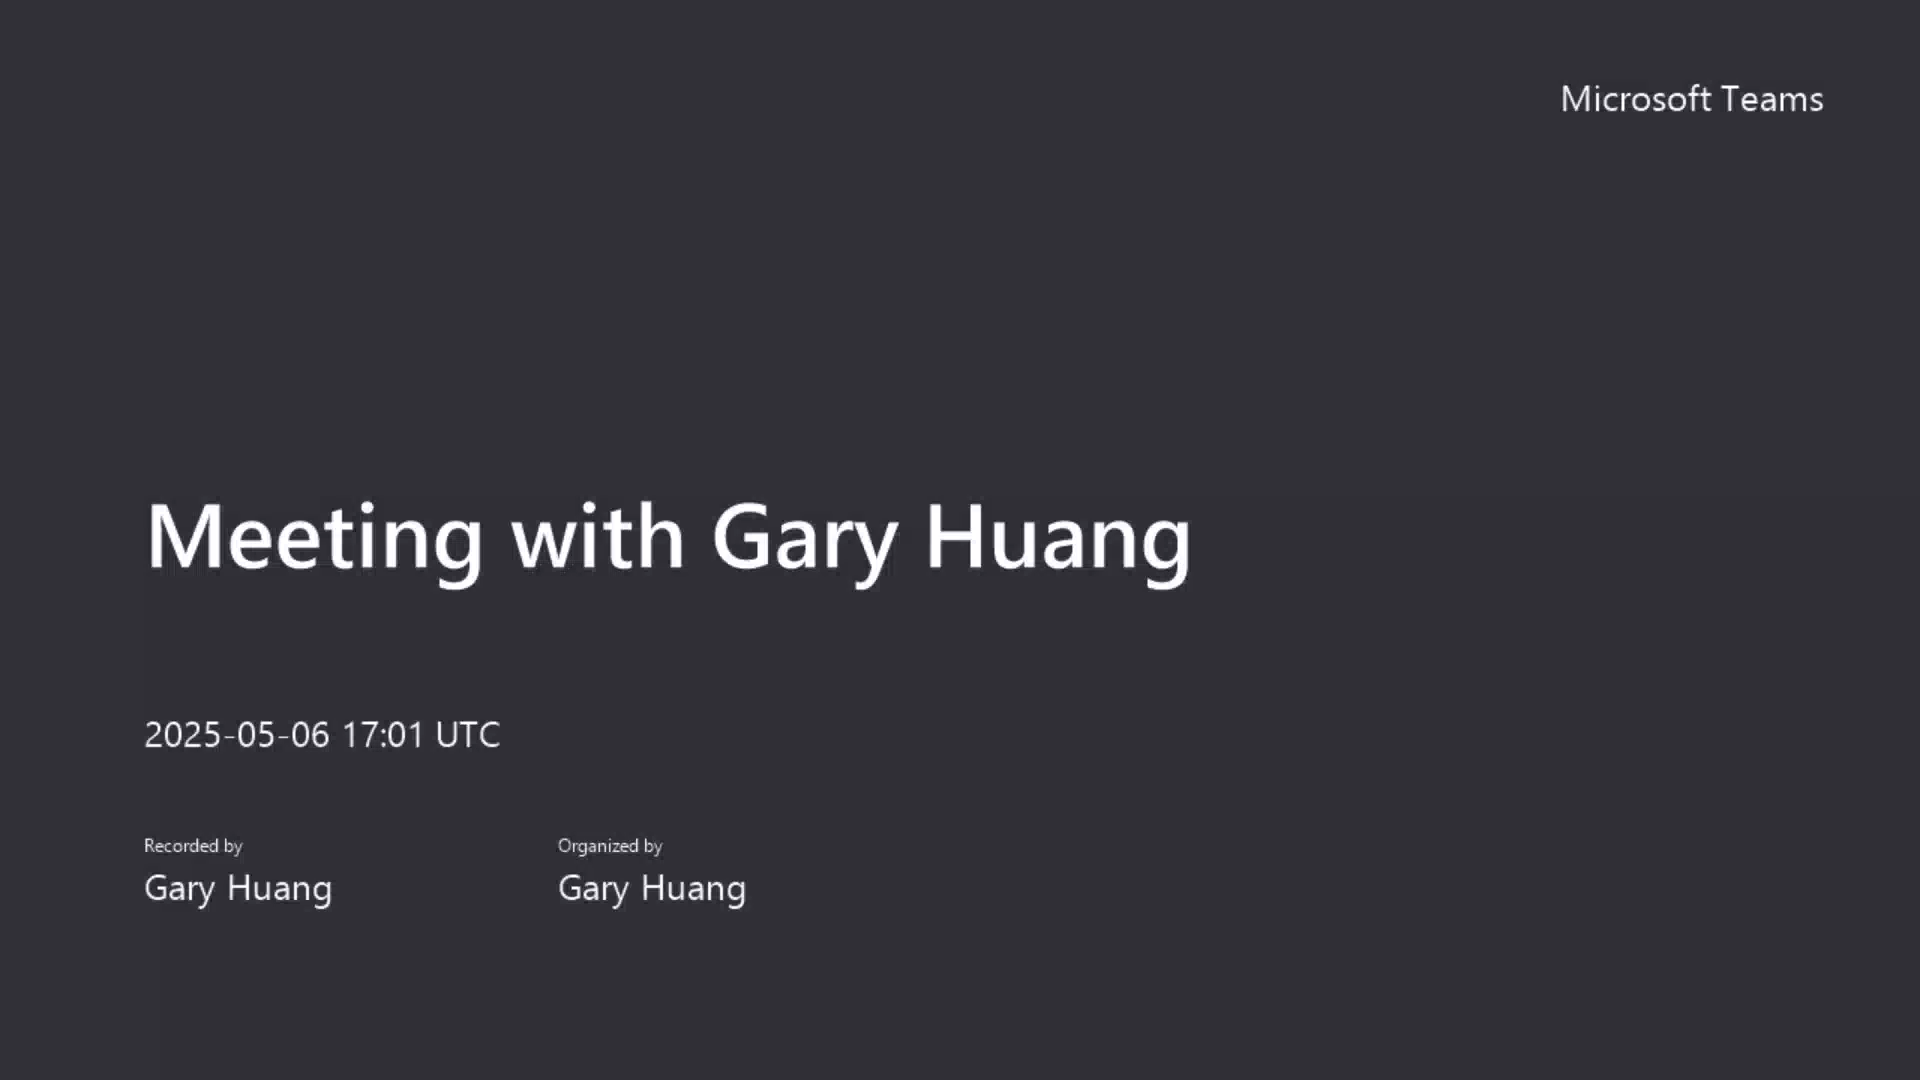 Microsoft Teams
Meeting with Gary Huang
2025-05-06 17:01 UTC
Recorded by
Gary Huang
Organized by
Gary Huang